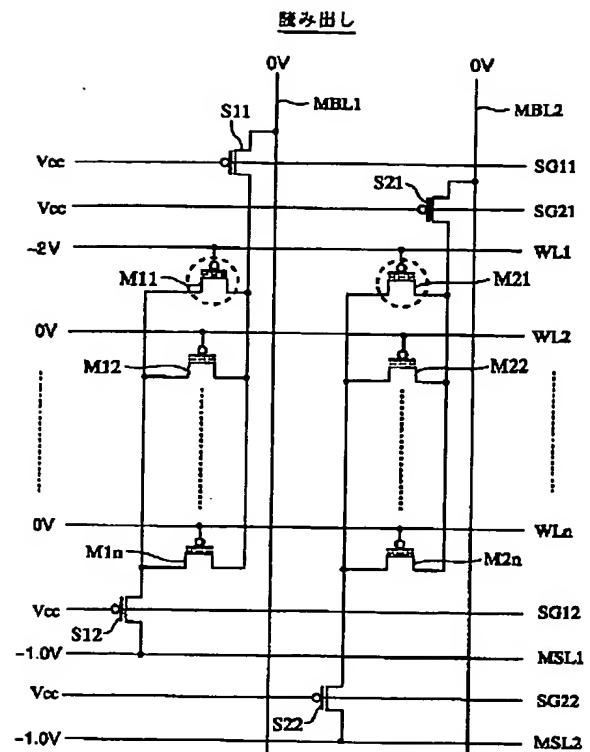 読み出し
0V 0V
MBL1 MBL2
S11
Vcc SG11
S21
Vcc SG21
~2V WL1
M11 M21
0V WL2
M12 M22
0V WLn
M1n M2n
Vcc SG12
S12
-1.0V MSL1
Vcc SG22
S22
-1.0V MSL2